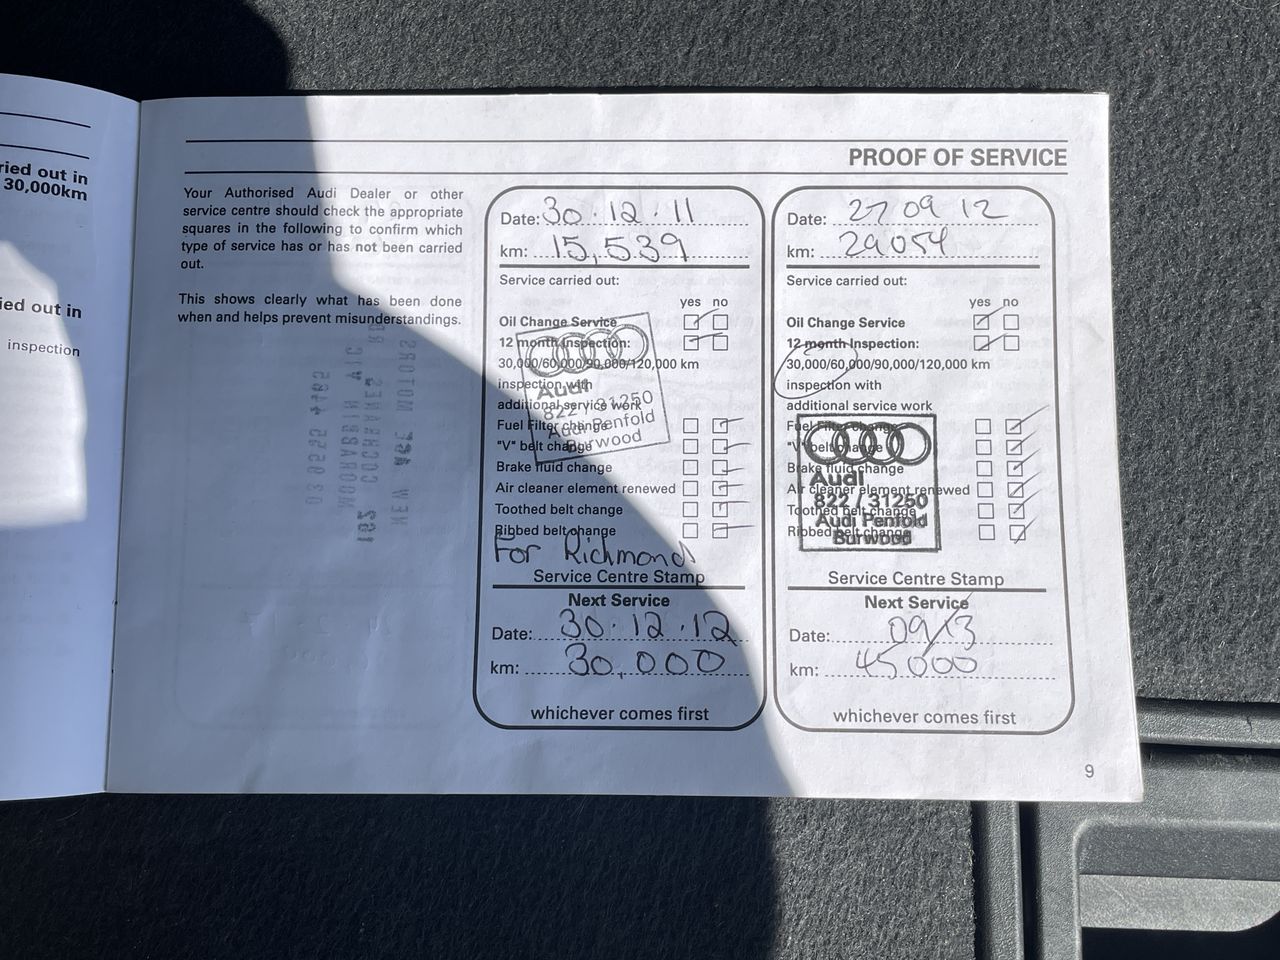 ried out in
30,000km
ied out in
inspection
PROOF OF SERVICE
Your Authorised Audi Dealer or other
service centre should check the appropriate
squares in the following to confirm which
type of service has or has not been carried
out.
This shows clearly what has been done
when and helps prevent misunderstandings.
Date: 30.12.11
km: 15,539
Service carried out:
yes no
Oil Change Service
12 month Inspection:
30,000/60,000/90,000/120,000 km
inspection with
additional service work
Fuel Filter change
"V" belt change
Brake fluid change
Air cleaner element renewed
Toothed belt change
Ribbed belt change
Audi
822 / 31250
Audi Penfold
Burwood
For Richmond
Service Centre Stamp
Next Service
Date: 30.12.12
km: 30,000
whichever comes first
Date: 27 09 12
km: 29054
Service carried out:
yes no
Oil Change Service
12 month Inspection:
30,000/60,000/90,000/120,000 km
inspection with
additional service work
Fuel Filter change
"V" belt change
Brake fluid change
Air cleaner element renewed
Toothed belt change
Ribbed belt change
Audi
822 / 31250
Audi Penfold
Burwood
Service Centre Stamp
Next Service
Date: 09/13
km: 45000
whichever comes first
9